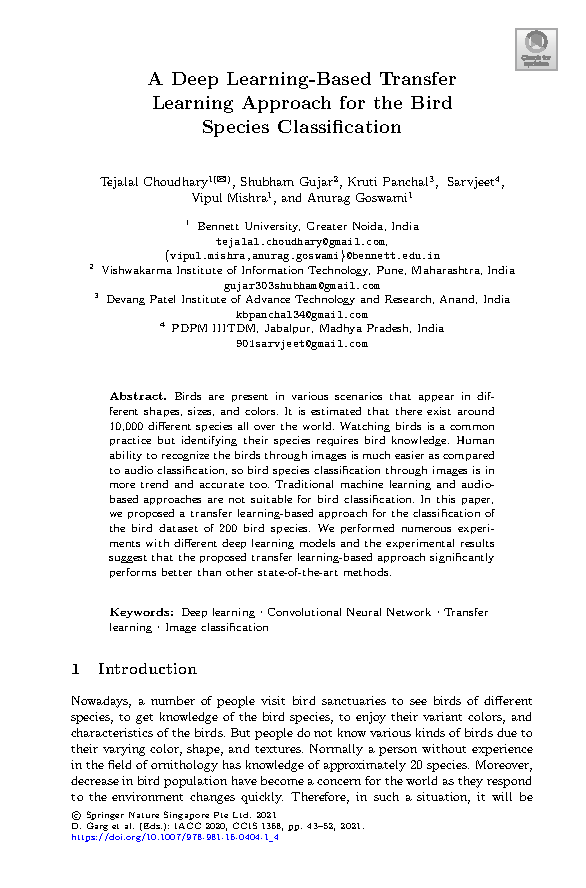 Check for
updates
A Deep Learning-Based Transfer
Learning Approach for the Bird
Species Classification
Tejalal Choudhary1(✉), Shubham Gujar2, Kruti Panchal3, Sarvjeet4,
Vipul Mishra1, and Anurag Goswami1
1 Bennett University, Greater Noida, India
tejalal.choudhary@gmail.com,
{vipul.mishra,anurag.goswami}@bennett.edu.in
2 Vishwakarma Institute of Information Technology, Pune, Maharashtra, India
gujar303shubham@gmail.com
3 Devang Patel Institute of Advance Technology and Research, Anand, India
kbpanchal34@gmail.com
4 PDPM IIITDM, Jabalpur, Madhya Pradesh, India
901sarvjeet@gmail.com
Abstract. Birds are present in various scenarios that appear in dif-
ferent shapes, sizes, and colors. It is estimated that there exist around
10,000 different species all over the world. Watching birds is a common
practice but identifying their species requires bird knowledge. Human
ability to recognize the birds through images is much easier as compared
to audio classification, so bird species classification through images is in
more trend and accurate too. Traditional machine learning and audio-
based approaches are not suitable for bird classification. In this paper,
we proposed a transfer learning-based approach for the classification of
the bird dataset of 200 bird species. We performed numerous experi-
ments with different deep learning models and the experimental results
suggest that the proposed transfer learning-based approach significantly
performs better than other state-of-the-art methods.
Keywords: Deep learning · Convolutional Neural Network · Transfer
learning · Image classification
1 Introduction
Nowadays, a number of people visit bird sanctuaries to see birds of different
species, to get knowledge of the bird species, to enjoy their variant colors, and
characteristics of the birds. But people do not know various kinds of birds due to
their varying color, shape, and textures. Normally a person without experience
in the field of ornithology has knowledge of approximately 20 species. Moreover,
decrease in bird population have become a concern for the world as they respond
to the environment changes quickly. Therefore, in such a situation, it will be
© Springer Nature Singapore Pte Ltd. 2021
D. Garg et al. (Eds.): IACC 2020, CCIS 1368, pp. 43–52, 2021.
https://doi.org/10.1007/978-981-16-0404-1_4